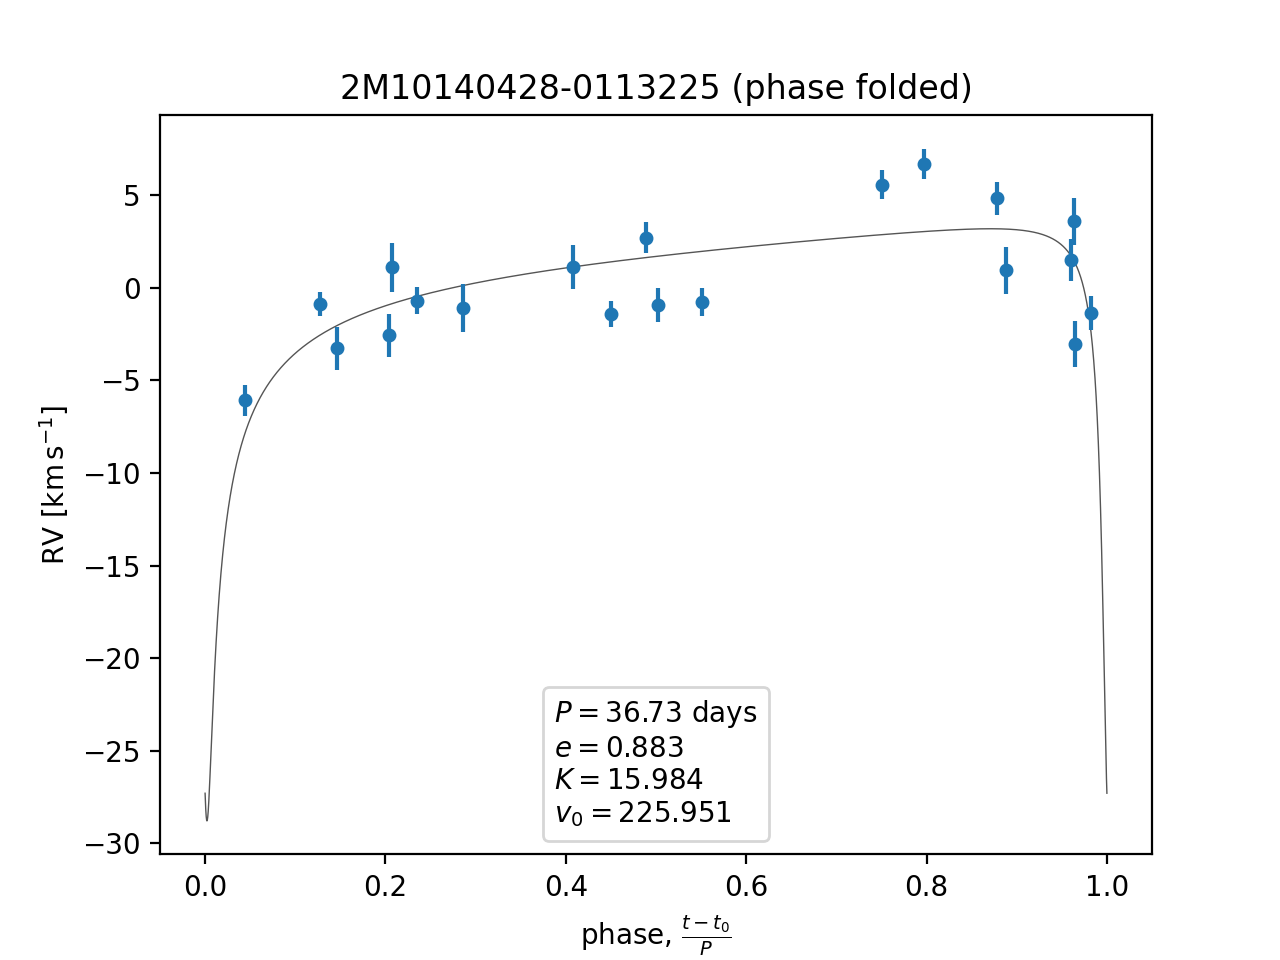 2M10140428-0113225 (phase folded)
5
0
−5
−10
−15
−20
−25
−30
RV [km s⁻¹]
P = 36.73 days
e = 0.883
K = 15.984
v₀ = 225.951
0.0 0.2 0.4 0.6 0.8 1.0
phase, (t − t₀)/P